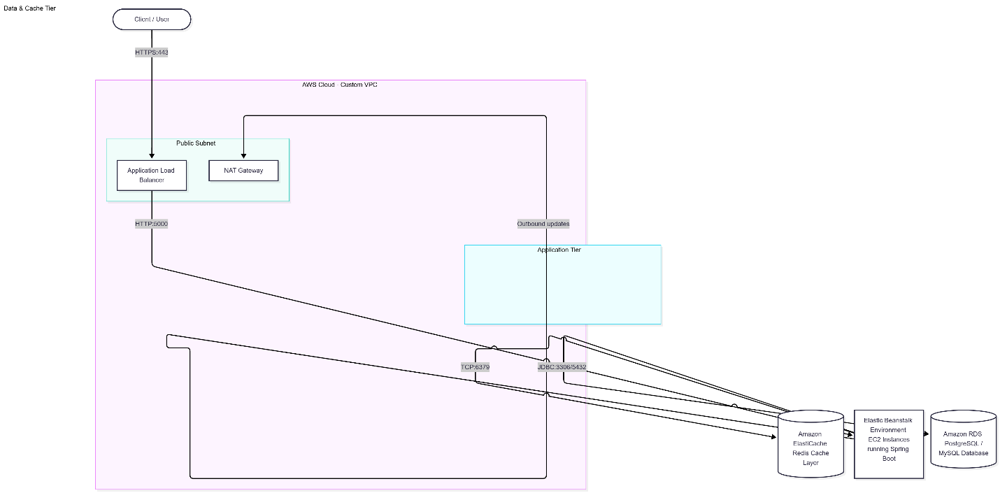 Data & Cache Tier
Client / User
HTTPS:443
AWS Cloud - Custom VPC
Public Subnet
Application Load
Balancer
NAT Gateway
HTTP:5000
Outbound updates
Application Tier
TCP:6379
JDBC:3306/5432
Amazon
ElastiCache
Redis Cache
Layer
Elastic Beanstalk
Environment
EC2 Instances
running Spring
Boot
Amazon RDS
PostgreSQL /
MySQL Database